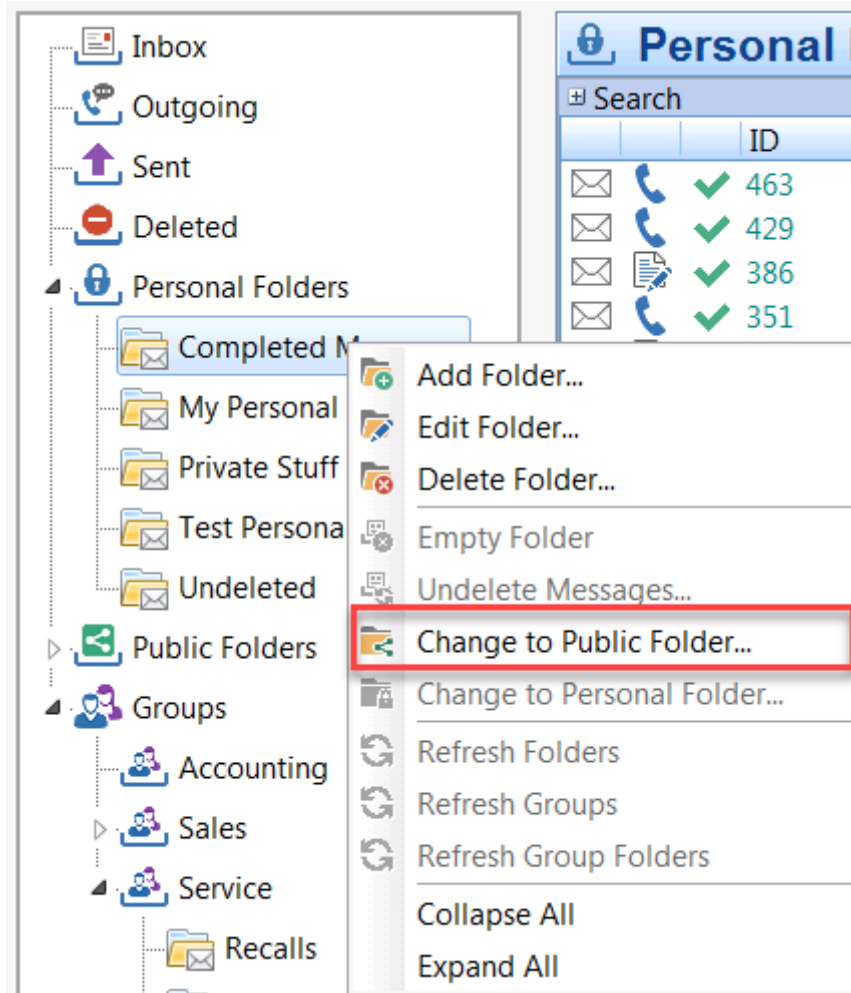 Inbox
Outgoing
Sent
Deleted
Personal Folders
Completed
My Personal
Private Stuff
Test Persona
Undeleted
Public Folders
Groups
Accounting
Sales
Service
Recalls
Personal
Search
ID
463
429
386
351
Add Folder...
Edit Folder...
Delete Folder...
Empty Folder
Undelete Messages...
Change to Public Folder...
Change to Personal Folder...
Refresh Folders
Refresh Groups
Refresh Group Folders
Collapse All
Expand All